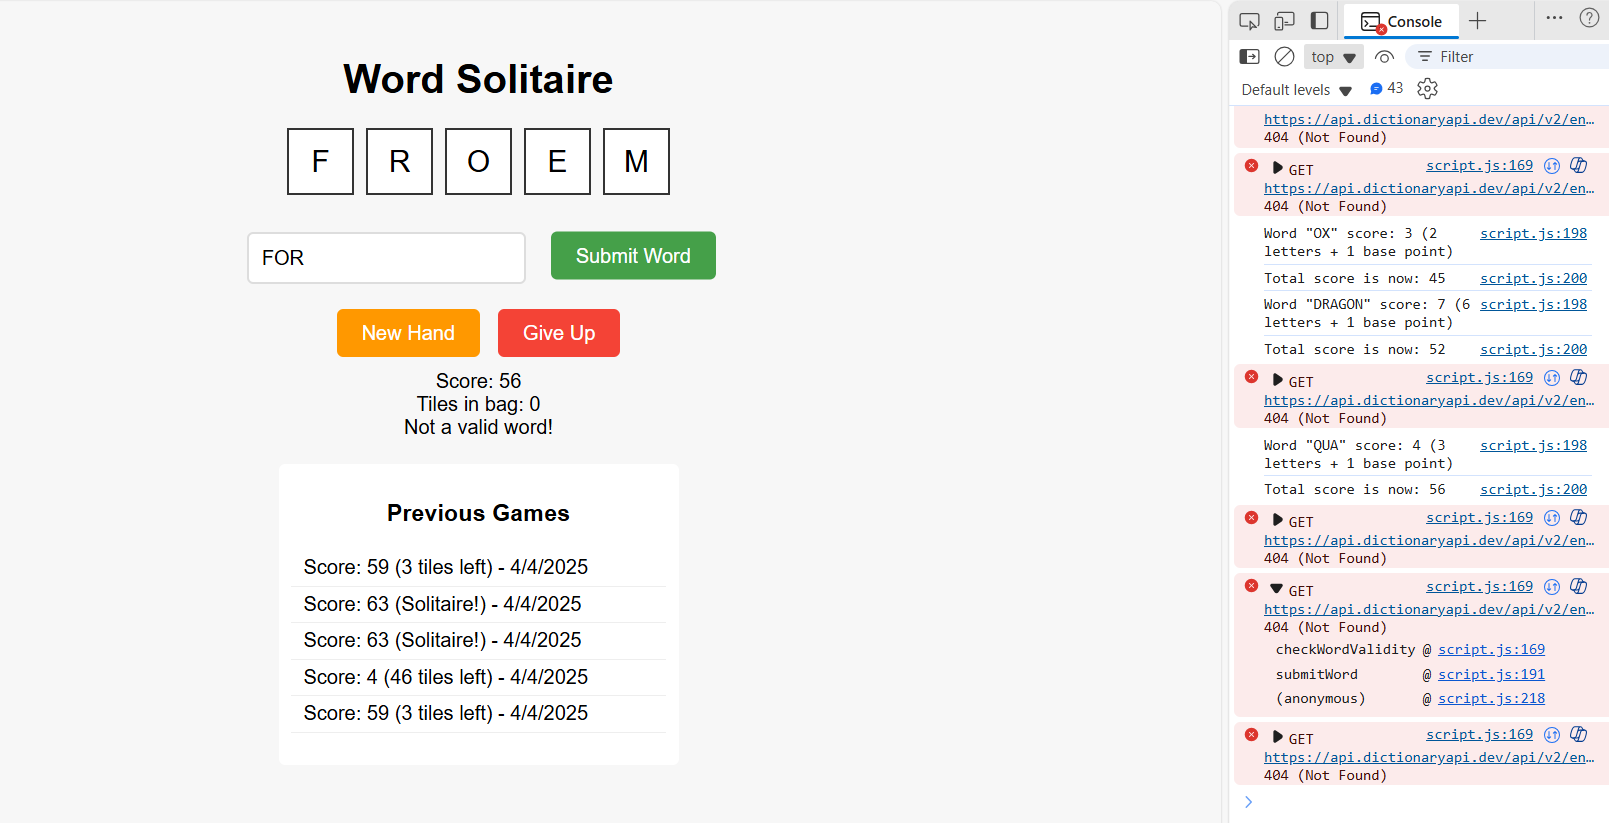 Word Solitaire
F R O E M
FOR
Submit Word
New Hand
Give Up
Score: 56
Tiles in bag: 0
Not a valid word!
Previous Games
Score: 59 (3 tiles left) - 4/4/2025
Score: 63 (Solitaire!) - 4/4/2025
Score: 63 (Solitaire!) - 4/4/2025
Score: 4 (46 tiles left) - 4/4/2025
Score: 59 (3 tiles left) - 4/4/2025
Console
top
Filter
Default levels
43
https://api.dictionaryapi.dev/api/v2/en…
404 (Not Found)
GET script.js:169
https://api.dictionaryapi.dev/api/v2/en…
404 (Not Found)
Word "OX" score: 3 (2 script.js:198
letters + 1 base point)
Total score is now: 45 script.js:200
Word "DRAGON" score: 7 (6 script.js:198
letters + 1 base point)
Total score is now: 52 script.js:200
GET script.js:169
https://api.dictionaryapi.dev/api/v2/en…
404 (Not Found)
Word "QUA" score: 4 (3 script.js:198
letters + 1 base point)
Total score is now: 56 script.js:200
GET script.js:169
https://api.dictionaryapi.dev/api/v2/en…
404 (Not Found)
GET script.js:169
https://api.dictionaryapi.dev/api/v2/en…
404 (Not Found)
checkWordValidity @ script.js:169
submitWord @ script.js:191
(anonymous) @ script.js:218
GET script.js:169
https://api.dictionaryapi.dev/api/v2/en…
404 (Not Found)